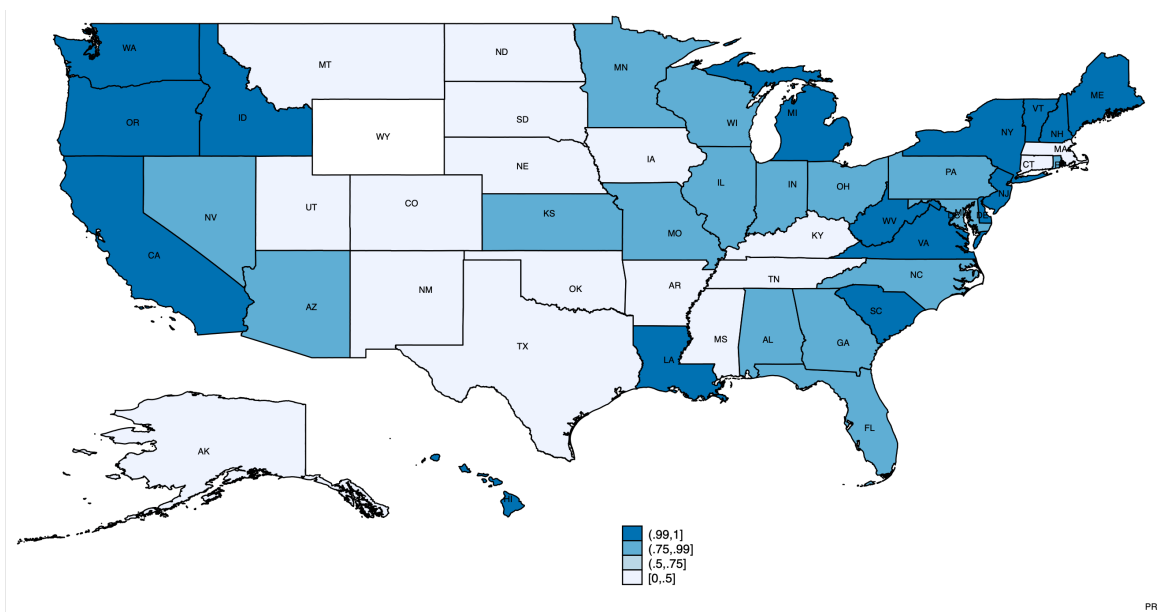 WA
MT
ND
MN
ME
VT
MI
OR
ID
SD
WI
NY
NH
WY
MA
IA
CT
NE
PA
IL
IN
OH
UT
CO
NV
KS
NJ
WV
DE
MO
KY
VA
CA
TN
NC
NM
OK
AR
AZ
SC
MS
AL
GA
TX
LA
FL
AK
HI
(.99,1]
(.75,.99]
(.5,.75]
[0,.5]
PR